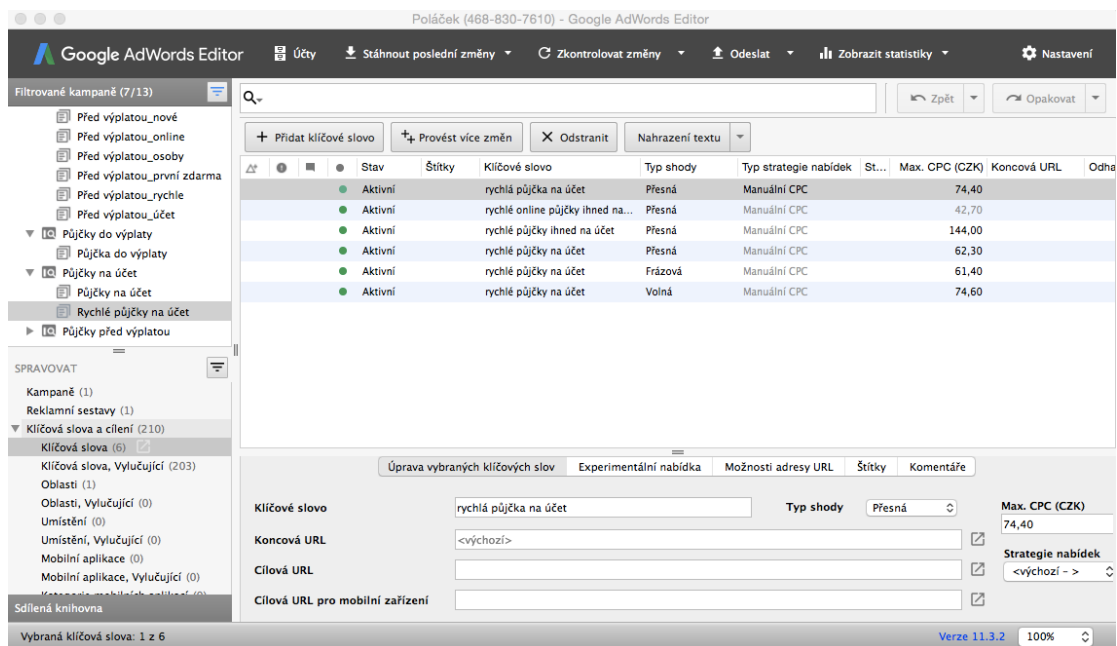 Poláček (468-830-7610) - Google AdWords Editor
Google AdWords Editor Účty Stáhnout poslední změny Zkontrolovat změny Odeslat Zobrazit statistiky Nastavení
Filtrované kampaně (7/13)
Před výplatou_nové
Před výplatou_online
Před výplatou_osoby
Před výplatou_první zdarma
Před výplatou_rychle
Před výplatou_účet
Půjčky do výplaty
Půjčka do výplaty
Půjčky na účet
Půjčky na účet
Rychlé půjčky na účet
Půjčky před výplatou
SPRAVOVAT
Kampaně (1)
Reklamní sestavy (1)
Klíčová slova a cílení (210)
Klíčová slova (6)
Klíčová slova, Vylučující (203)
Oblasti (1)
Oblasti, Vylučující (0)
Umístění (0)
Umístění, Vylučující (0)
Mobilní aplikace (0)
Mobilní aplikace, Vylučující (0)
Sdílená knihovna
Zpět Opakovat
+ Přidat klíčové slovo Provést více změn Odstranit Nahrazení textu
Stav Štítky Klíčové slovo Typ shody Typ strategie nabídek St... Max. CPC (CZK) Koncová URL Odha
Aktivní rychlá půjčka na účet Přesná Manuální CPC 74,40
Aktivní rychlé online půjčky ihned na... Přesná Manuální CPC 42,70
Aktivní rychlé půjčky ihned na účet Přesná Manuální CPC 144,00
Aktivní rychlé půjčky na účet Přesná Manuální CPC 62,30
Aktivní rychlé půjčky na účet Frázová Manuální CPC 61,40
Aktivní rychlé půjčky na účet Volná Manuální CPC 74,60
Úprava vybraných klíčových slov Experimentální nabídka Možnosti adresy URL Štítky Komentáře
Klíčové slovo rychlá půjčka na účet Typ shody Přesná
Koncová URL <výchozí>
Cílová URL
Cílová URL pro mobilní zařízení
Max. CPC (CZK)
74,40
Strategie nabídek
<výchozí - >
Vybraná klíčová slova: 1 z 6 Verze 11.3.2 100%